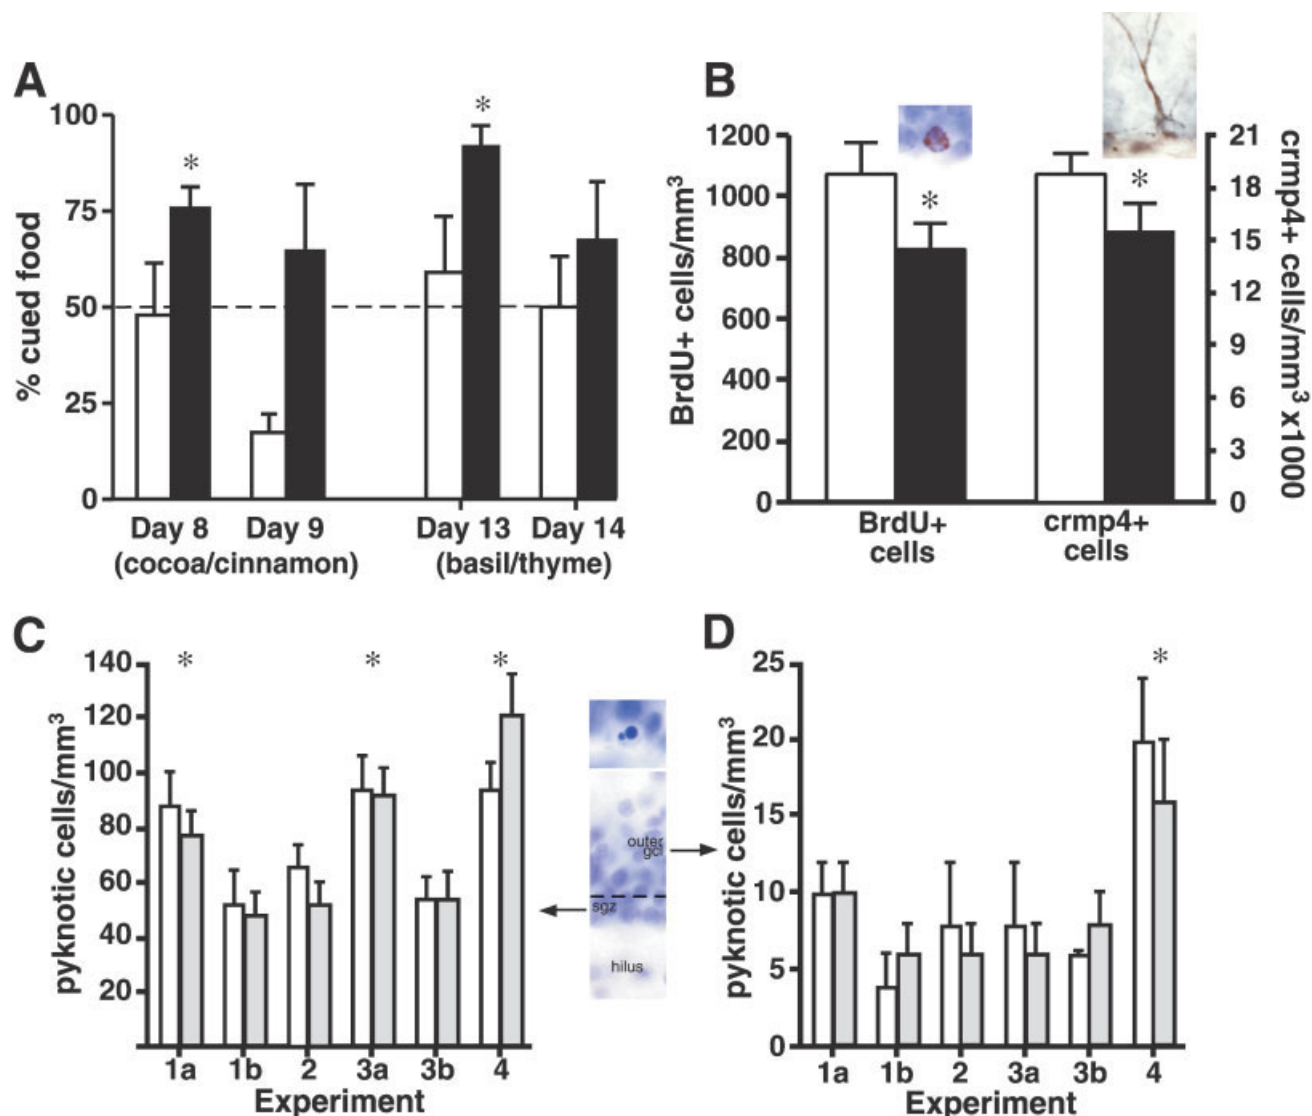 A
% cued food
100
75
50
25
0
*
*
Day 8
Day 9
Day 13
Day 14
(cocoa/cinnamon)
(basil/thyme)
B
BrdU+ cells/mm³
1200
1000
800
600
400
200
0
*
*
21
18
15
12
9
6
3
0
crmp4+ cells/mm³ x1000
BrdU+
cells
crmp4+
cells
C
pyknotic cells/mm³
140
120
100
80
60
40
20
*
*
*
1a
1b
2
3a
3b
4
Experiment
outer
gcl
sgz
hilus
D
pyknotic cells/mm³
25
20
15
10
5
0
*
1a
1b
2
3a
3b
4
Experiment